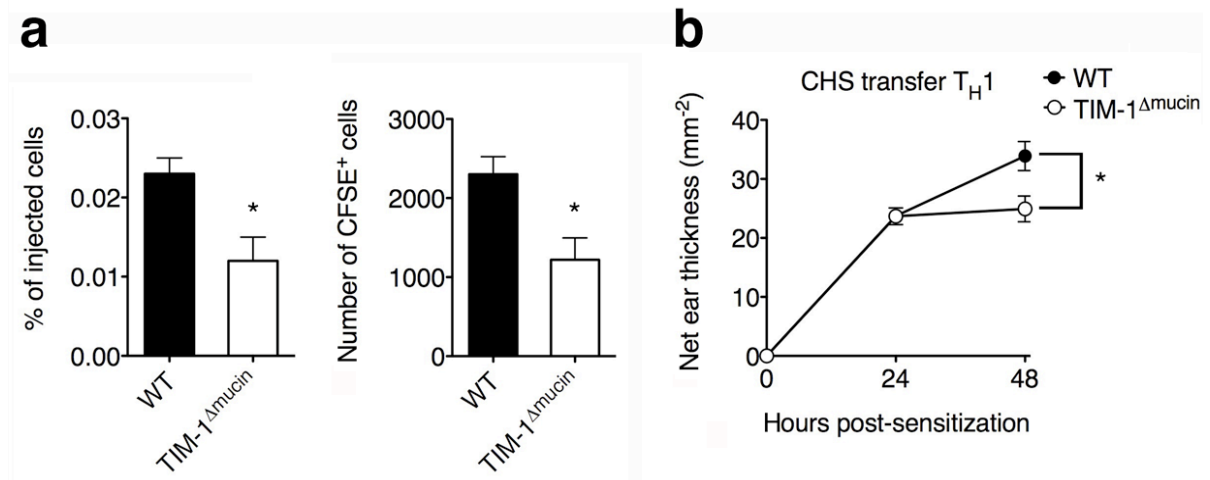 a
% of injected cells
0.03
0.02
0.01
0.00
WT
TIM-1Δmucin
*
Number of CFSE+ cells
3000
2000
1000
0
WT
TIM-1Δmucin
*
b
CHS transfer TH1
WT
TIM-1Δmucin
Net ear thickness (mm-2)
40
30
20
10
0
*
0 24 48
Hours post-sensitization